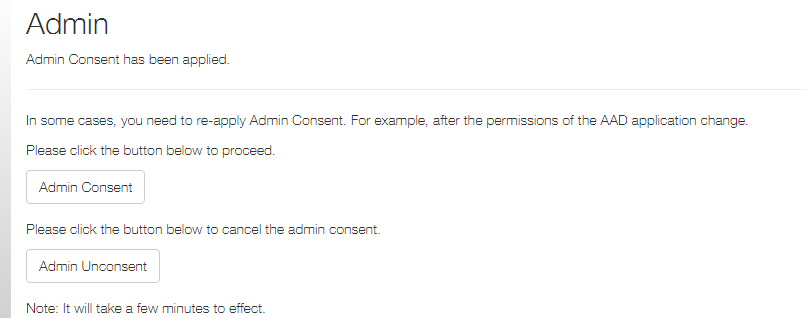 Admin
Admin Consent has been applied.
In some cases, you need to re-apply Admin Consent. For example, after the permissions of the AAD application change.
Please click the button below to proceed.
Admin Consent
Please click the button below to cancel the admin consent.
Admin Unconsent
Note: It will take a few minutes to effect.